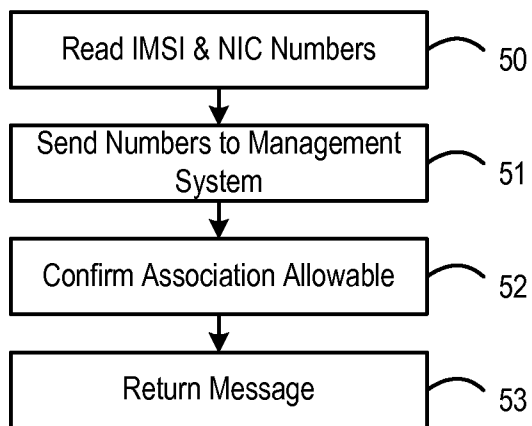 Read IMSI & NIC Numbers
50
Send Numbers to Management
System
51
Confirm Association Allowable
52
Return Message
53